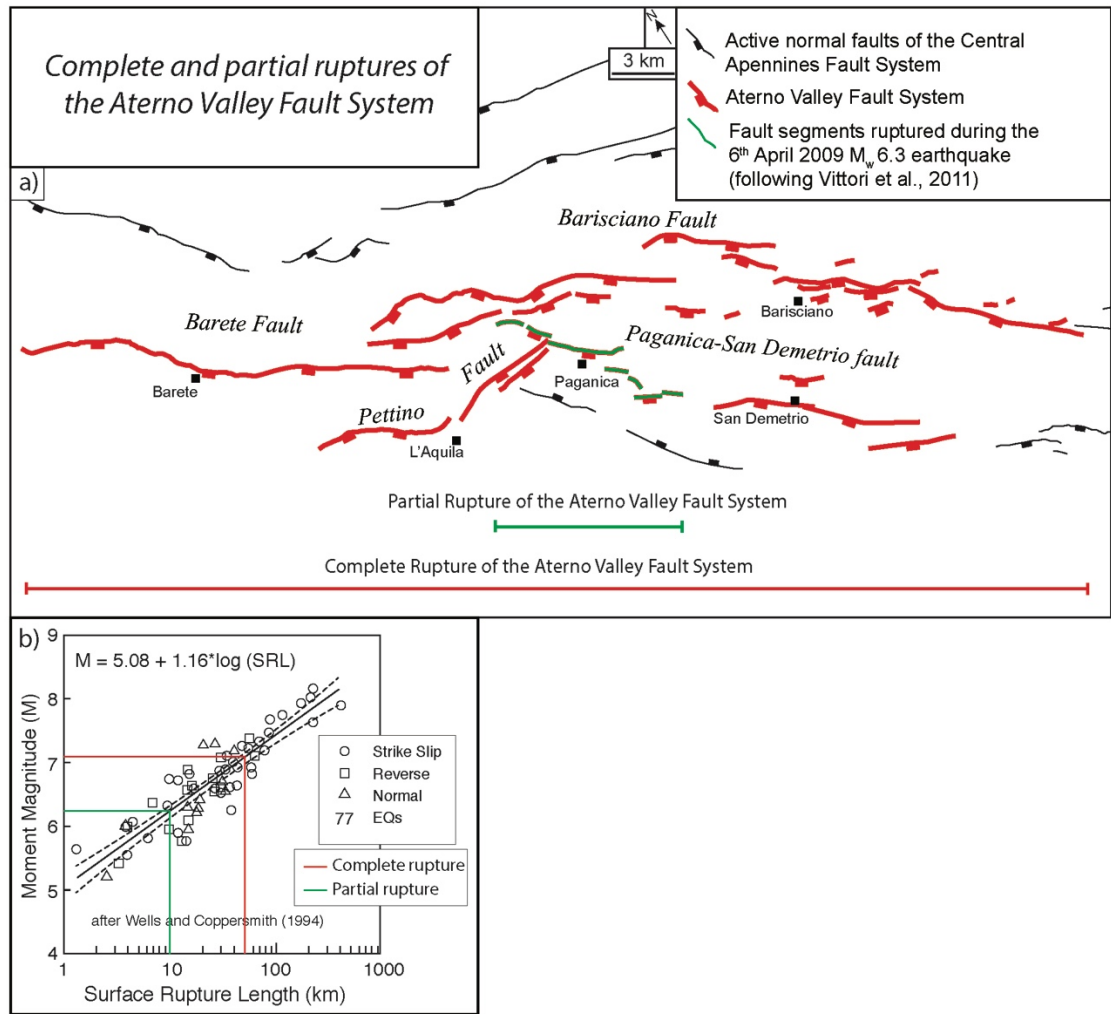 Complete and partial ruptures of
the Aterno Valley Fault System
N
3 km
Active normal faults of the Central
Apennines Fault System
Aterno Valley Fault System
Fault segments ruptured during the
6th April 2009 Mw 6.3 earthquake
(following Vittori et al., 2011)
a)
Barisciano Fault
Barisciano
Barete Fault
Barete
Paganica-San Demetrio fault
Fault
Paganica
Pettino
San Demetrio
L'Aquila
Partial Rupture of the Aterno Valley Fault System
Complete Rupture of the Aterno Valley Fault System
b)
M = 5.08 + 1.16*log (SRL)
Moment Magnitude (M)
9
8
7
6
5
4
Strike Slip
Reverse
Normal
77 EQs
Complete rupture
Partial rupture
after Wells and Coppersmith (1994)
1 10 100 1000
Surface Rupture Length (km)